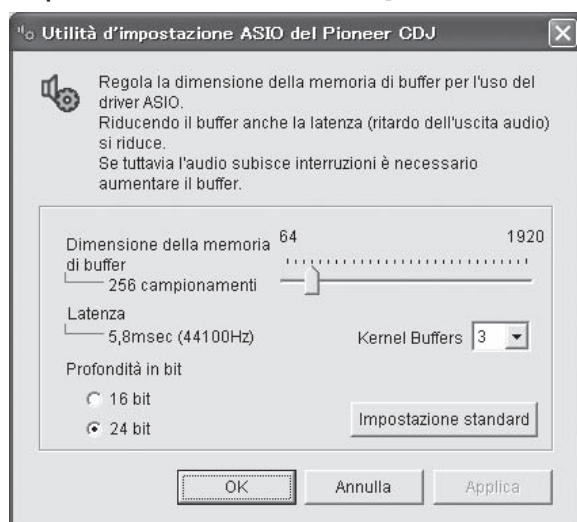 Utilità d'impostazione ASIO del Pioneer CDJ
Regola la dimensione della memoria di buffer per l'uso del
driver ASIO.
Riducendo il buffer anche la latenza (ritardo dell'uscita audio)
si riduce.
Se tuttavia l'audio subisce interruzioni è necessario
aumentare il buffer.
Dimensione della memoria
di buffer
64 1920
256 campionamenti
Latenza
5,8msec (44100Hz)
Kernel Buffers 3
Profondità in bit
16 bit
24 bit
Impostazione standard
OK Annulla Applica